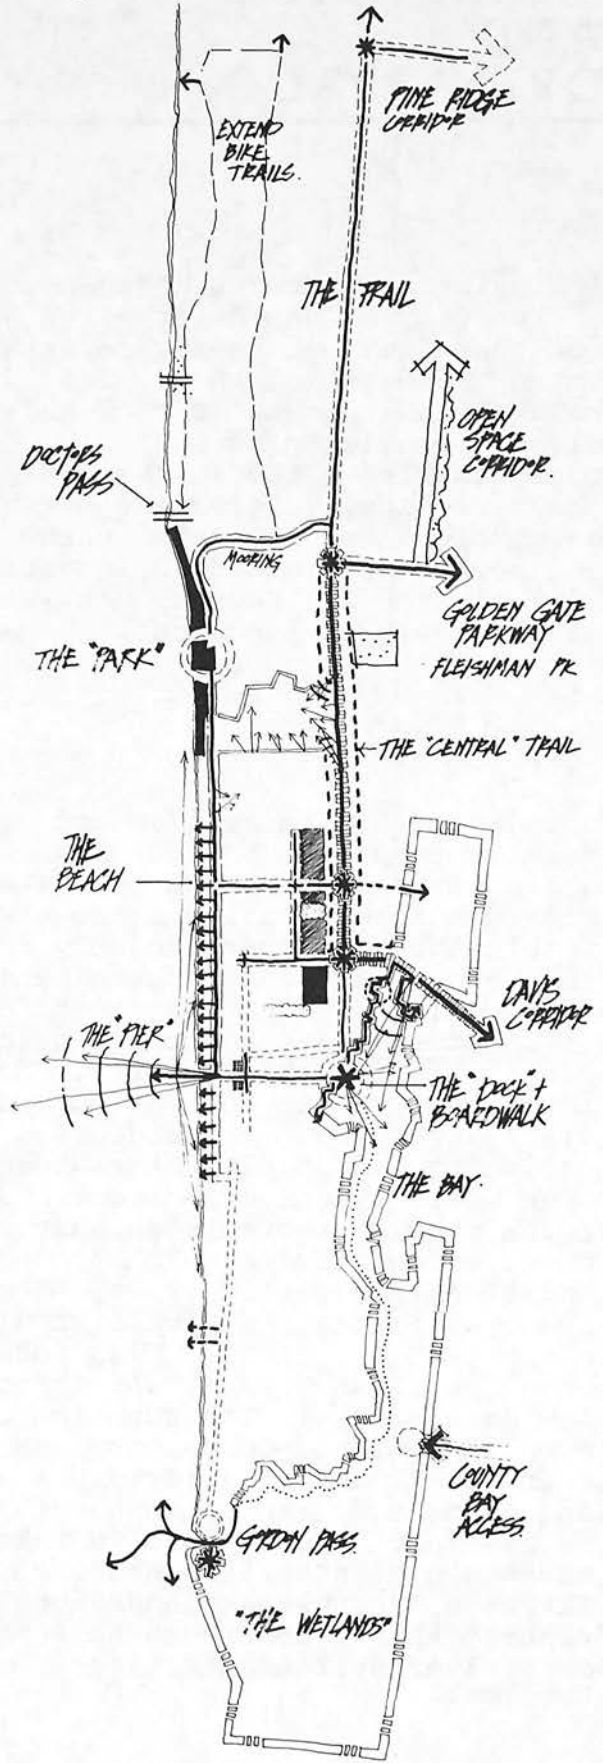 PINE RIDGE
CORRIDOR
EXTEND
BIKE
TRAILS.
THE TRAIL
OPEN
SPACE
CORRIDOR.
DOCTORS
PASS
MOORING
GOLDEN GATE
PARKWAY
FLEISHMAN PK
THE "PARK"
THE "CENTRAL" TRAIL
THE
BEACH
DAVIS
CORRIDOR
THE "PIER"
THE "DOCK" +
BOARDWALK
THE BAY.
COUNTY
BAY
ACCESS.
GORDON PASS.
"THE WETLANDS"